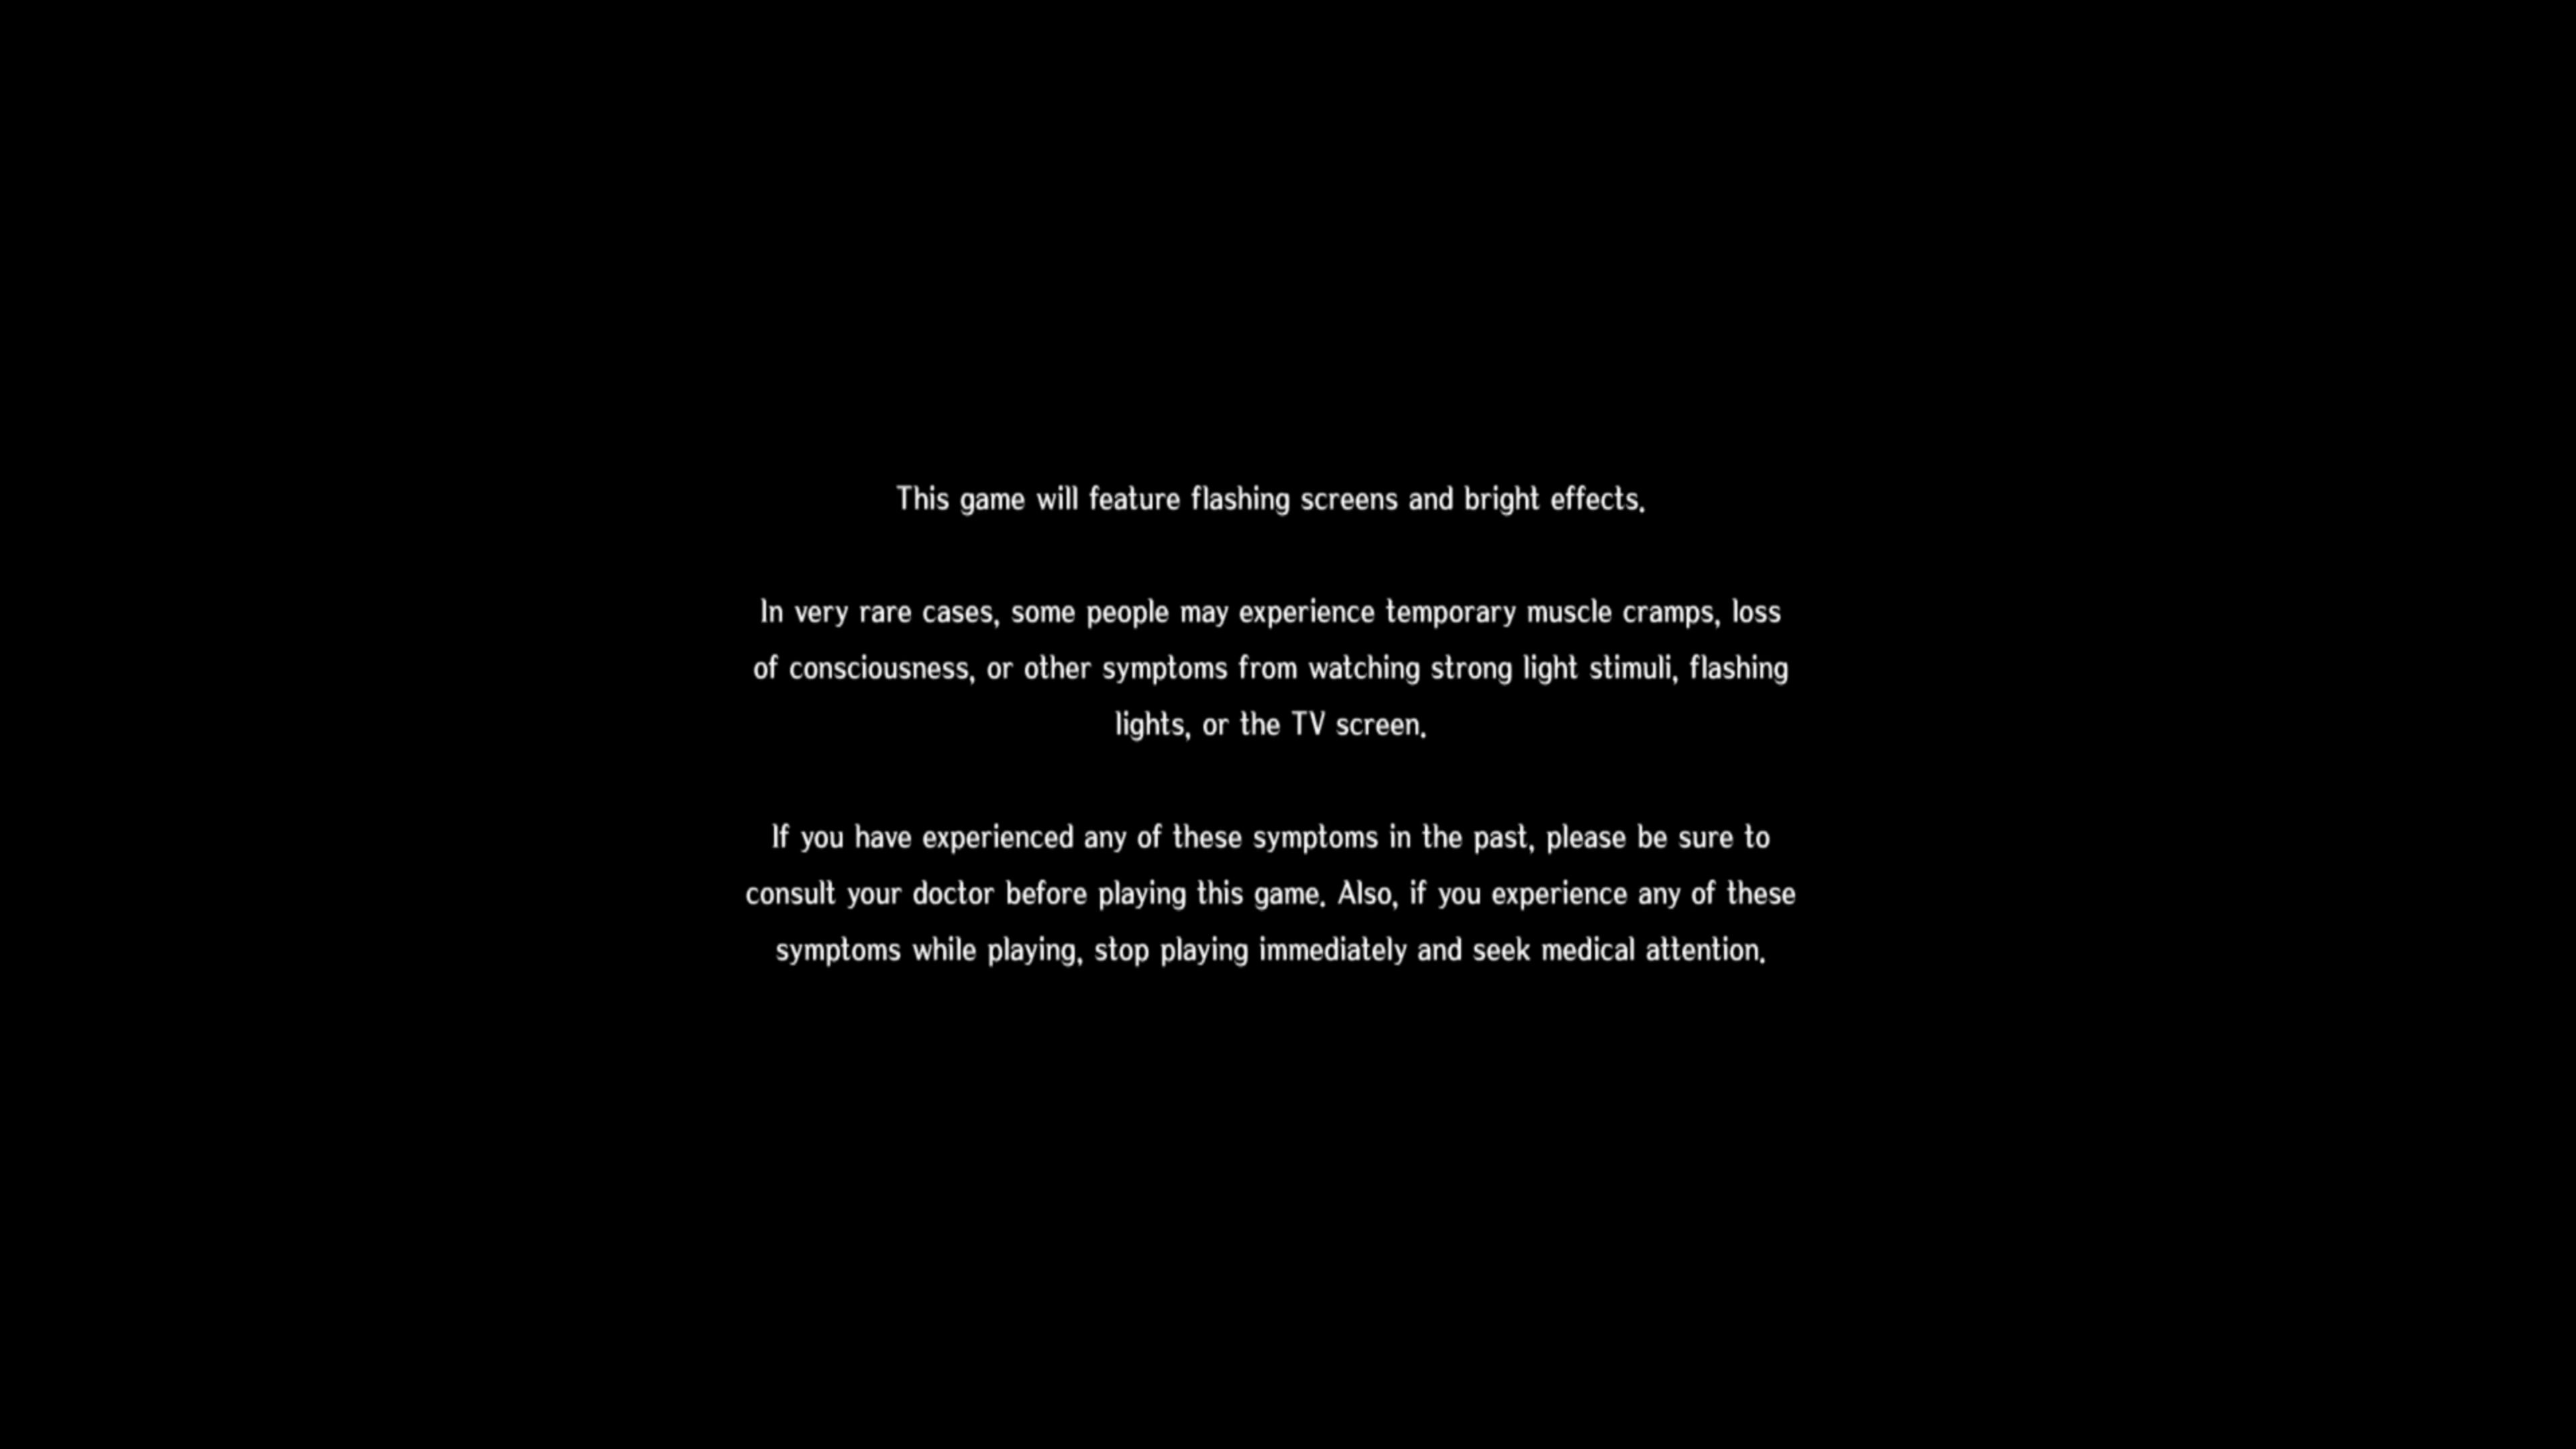 This game will feature flashing screens and bright effects.
In very rare cases, some people may experience temporary muscle cramps, loss
of consciousness, or other symptoms from watching strong light stimuli, flashing
lights, or the TV screen.
If you have experienced any of these symptoms in the past, please be sure to
consult your doctor before playing this game. Also, if you experience any of these
symptoms while playing, stop playing immediately and seek medical attention.